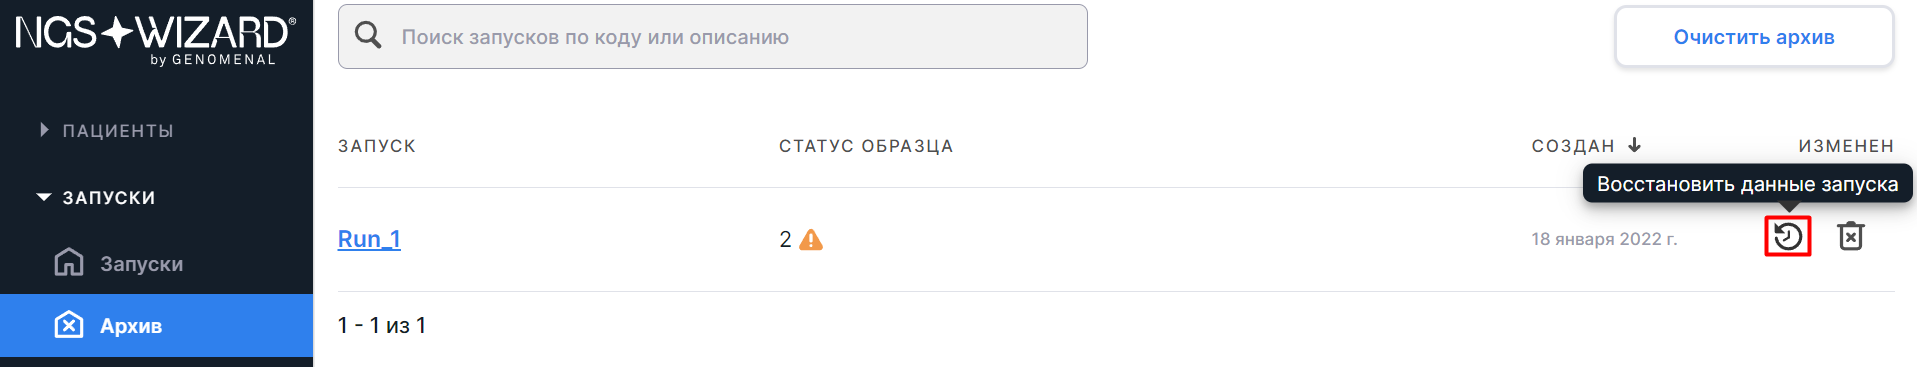 NGS WIZARD®
by GENOMENAL
ПАЦИЕНТЫ
ЗАПУСКИ
Запуски
Архив
Поиск запусков по коду или описанию
Очистить архив
ЗАПУСК СТАТУС ОБРАЗЦА СОЗДАН ИЗМЕНЕН
Восстановить данные запуска
Run_1 2 18 января 2022 г.
1 - 1 из 1